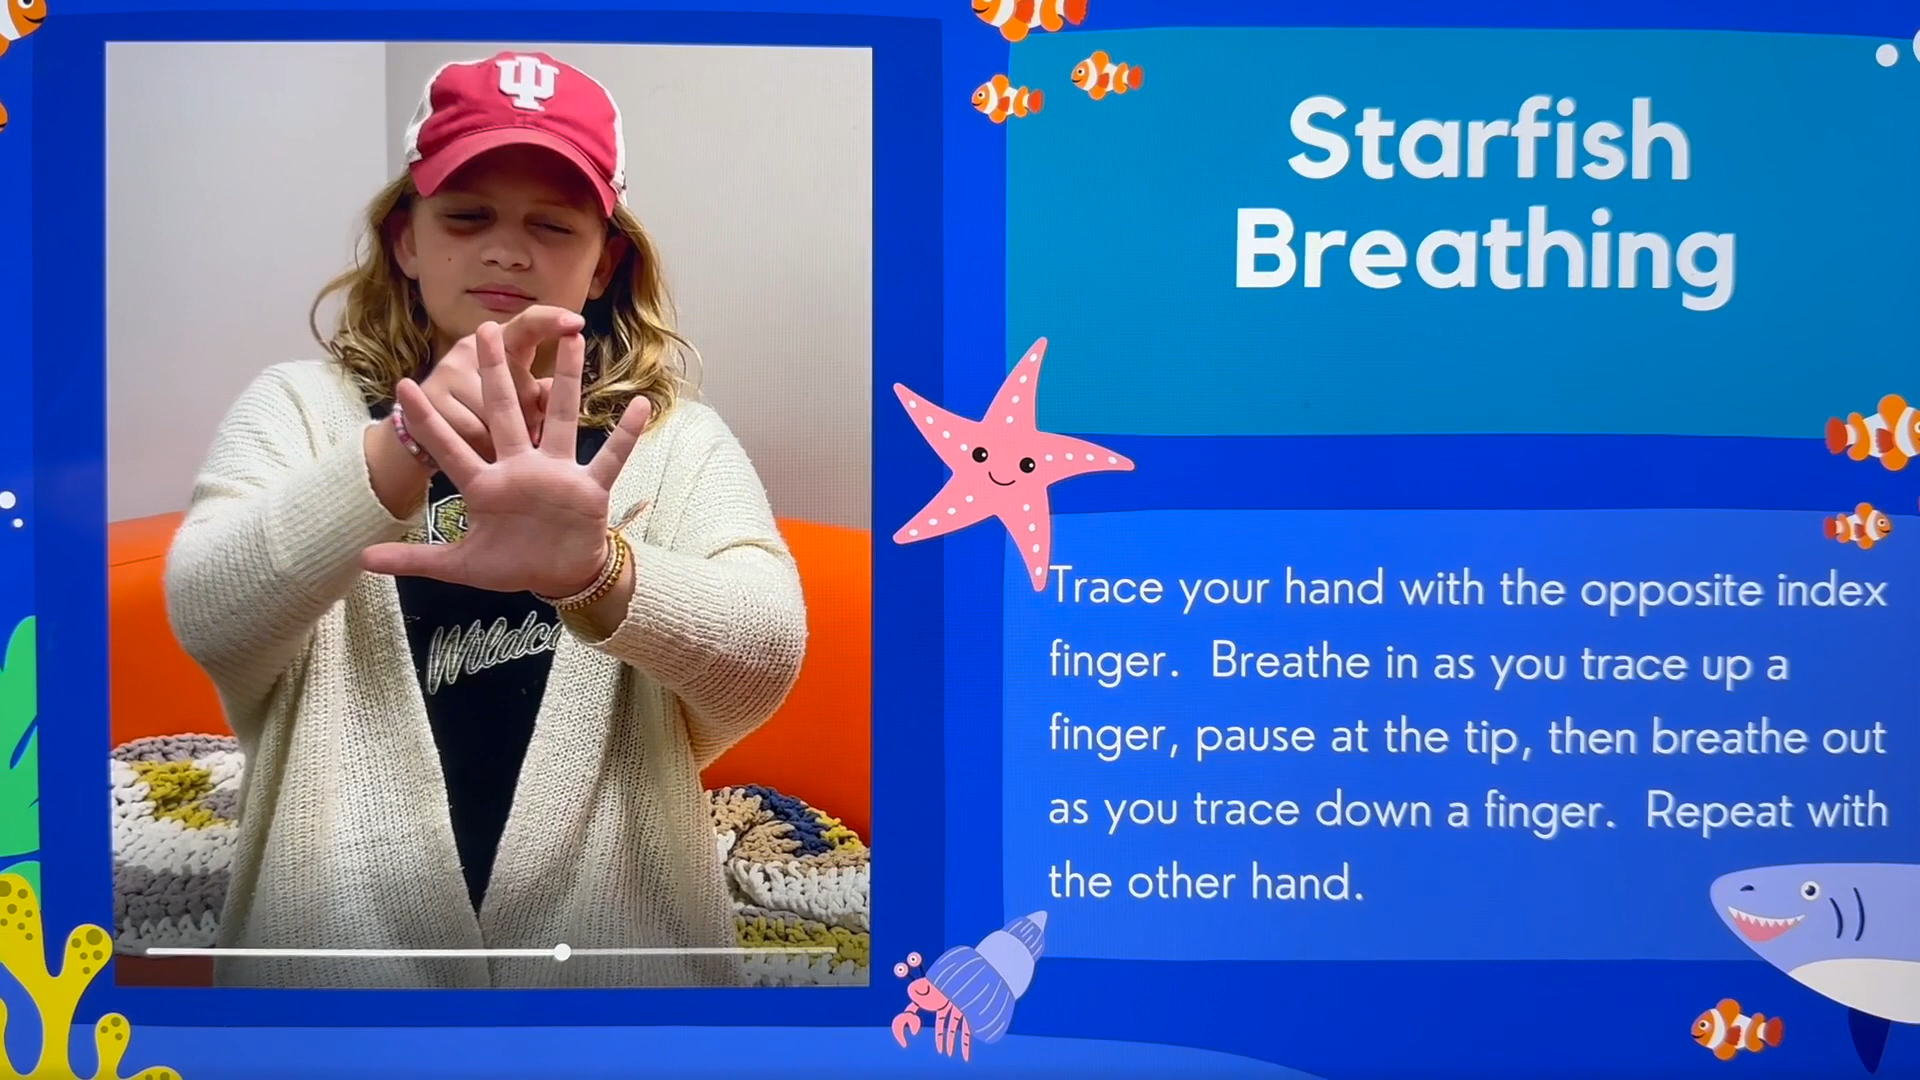 IU
Starfish
Breathing
Trace your hand with the opposite index
finger. Breathe in as you trace up a
finger, pause at the tip, then breathe out
as you trace down a finger. Repeat with
the other hand.